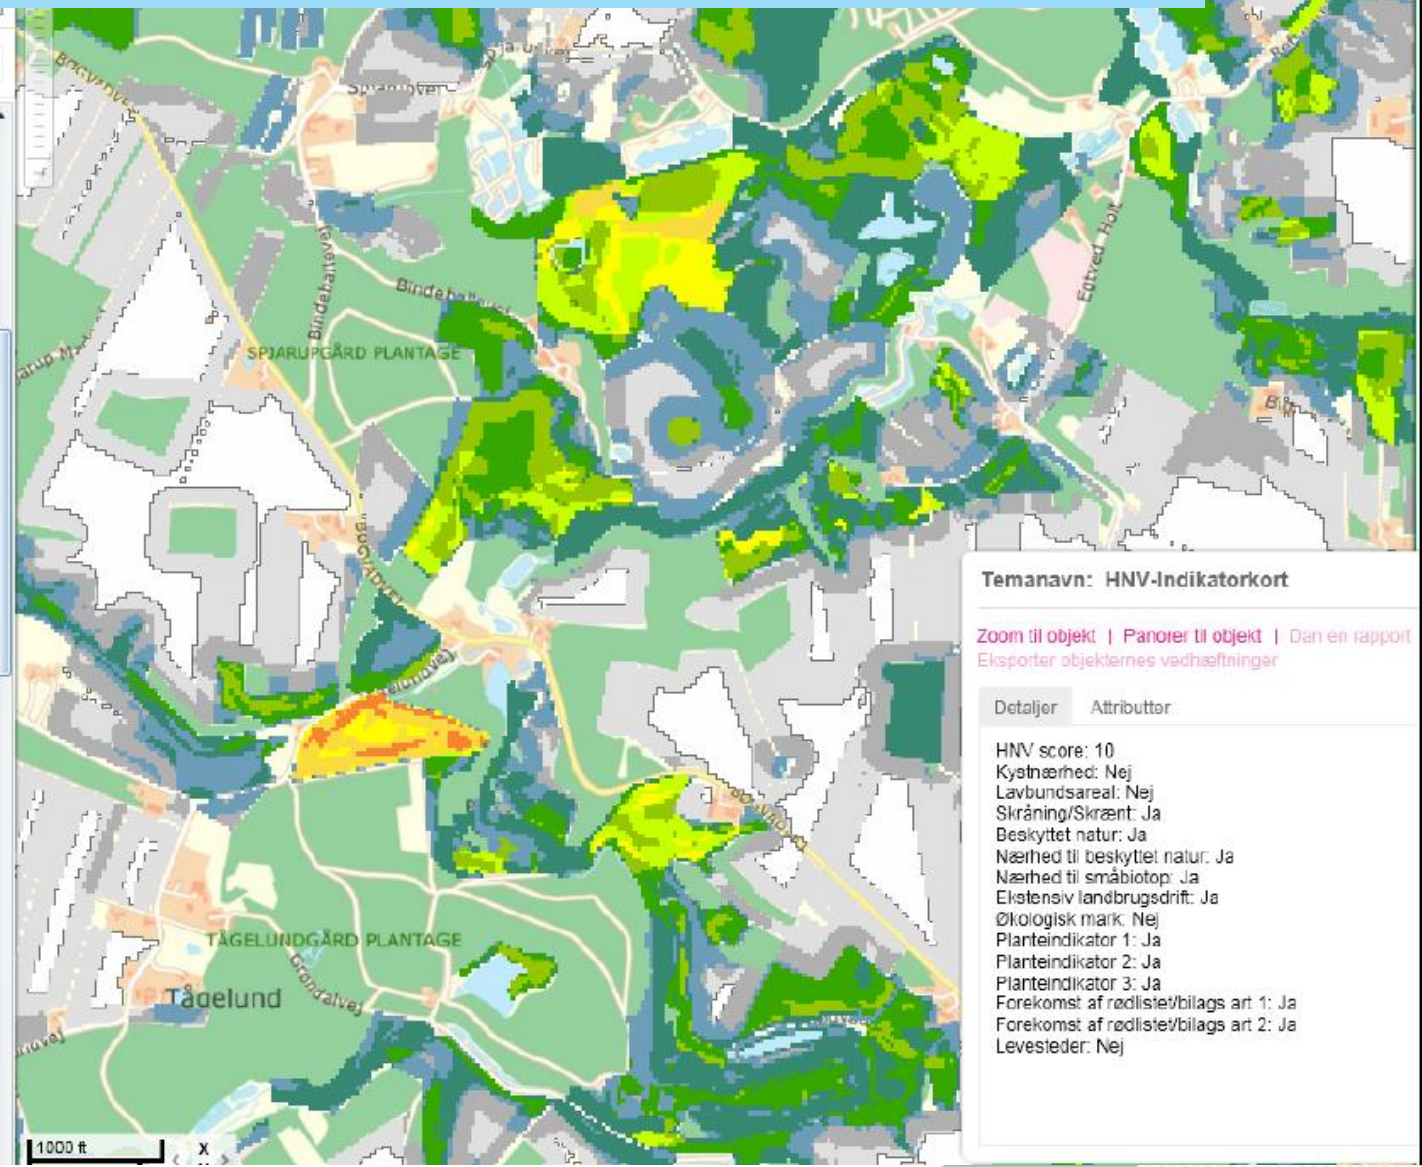 Spjarupvej
Bindeballevej
Bindeballevej
Egtved Holt
SPJARUPGÅRD PLANTAGE
Temanavn: HNV-Indikatorkort
Zoom til objekt | Panorer til objekt | Dan en rapport
Eksporter objekternes vedhæftninger
Detaljer Attributter
HNV score: 10
Kystnærhed: Nej
Lavbundsareal: Nej
Skråning/Skrænt: Ja
Beskyttet natur: Ja
Nærhed til beskyttet natur: Ja
Nærhed til småbiotop: Ja
Ekstensiv landbrugsdrift: Ja
Økologisk mark: Nej
Planteindikator 1: Ja
Planteindikator 2: Ja
Planteindikator 3: Ja
Forekomst af rødlistet/bilags art 1: Ja
Forekomst af rødlistet/bilags art 2: Ja
Levesteder: Nej
TÅGELUNDGÅRD PLANTAGE
Grøndalvej
Tågelund
1000 ft
X